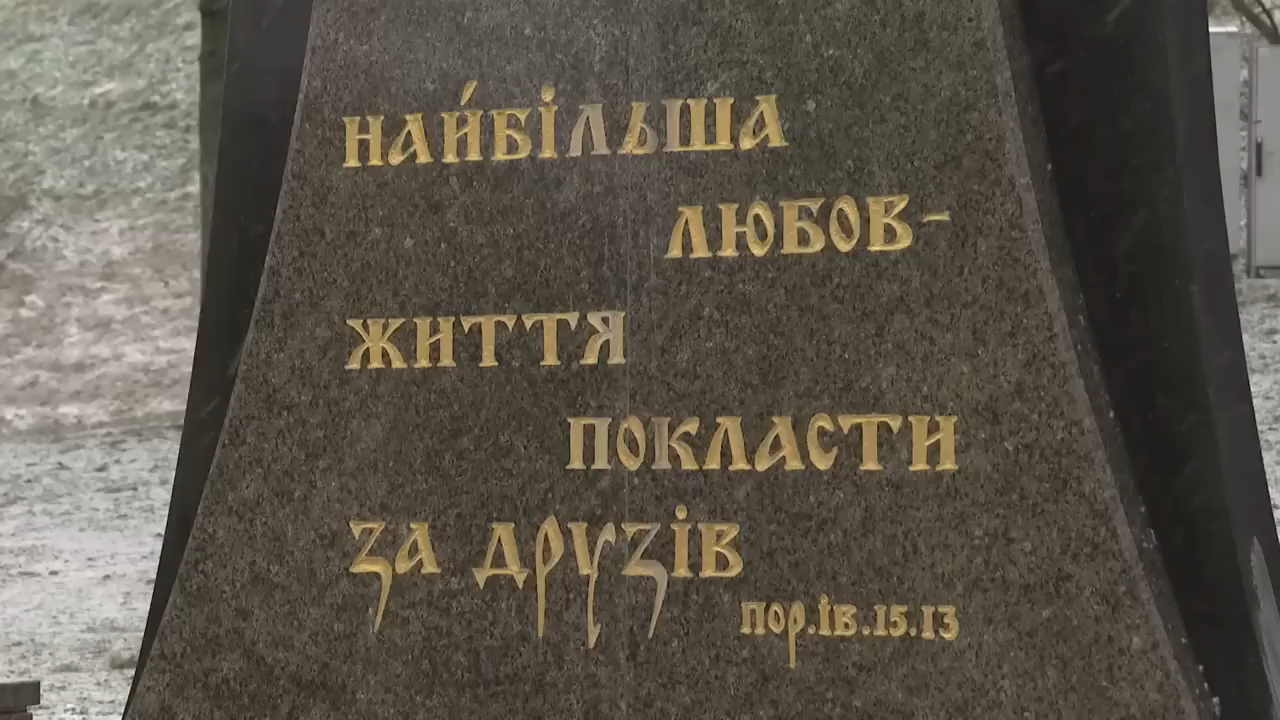 НАЙБІЛЬША
ЛЮБОВ-
ЖИТТЯ
ПОКЛАСТИ
ЗА ДРУЗІВ
ПОР.ІВ.15.13